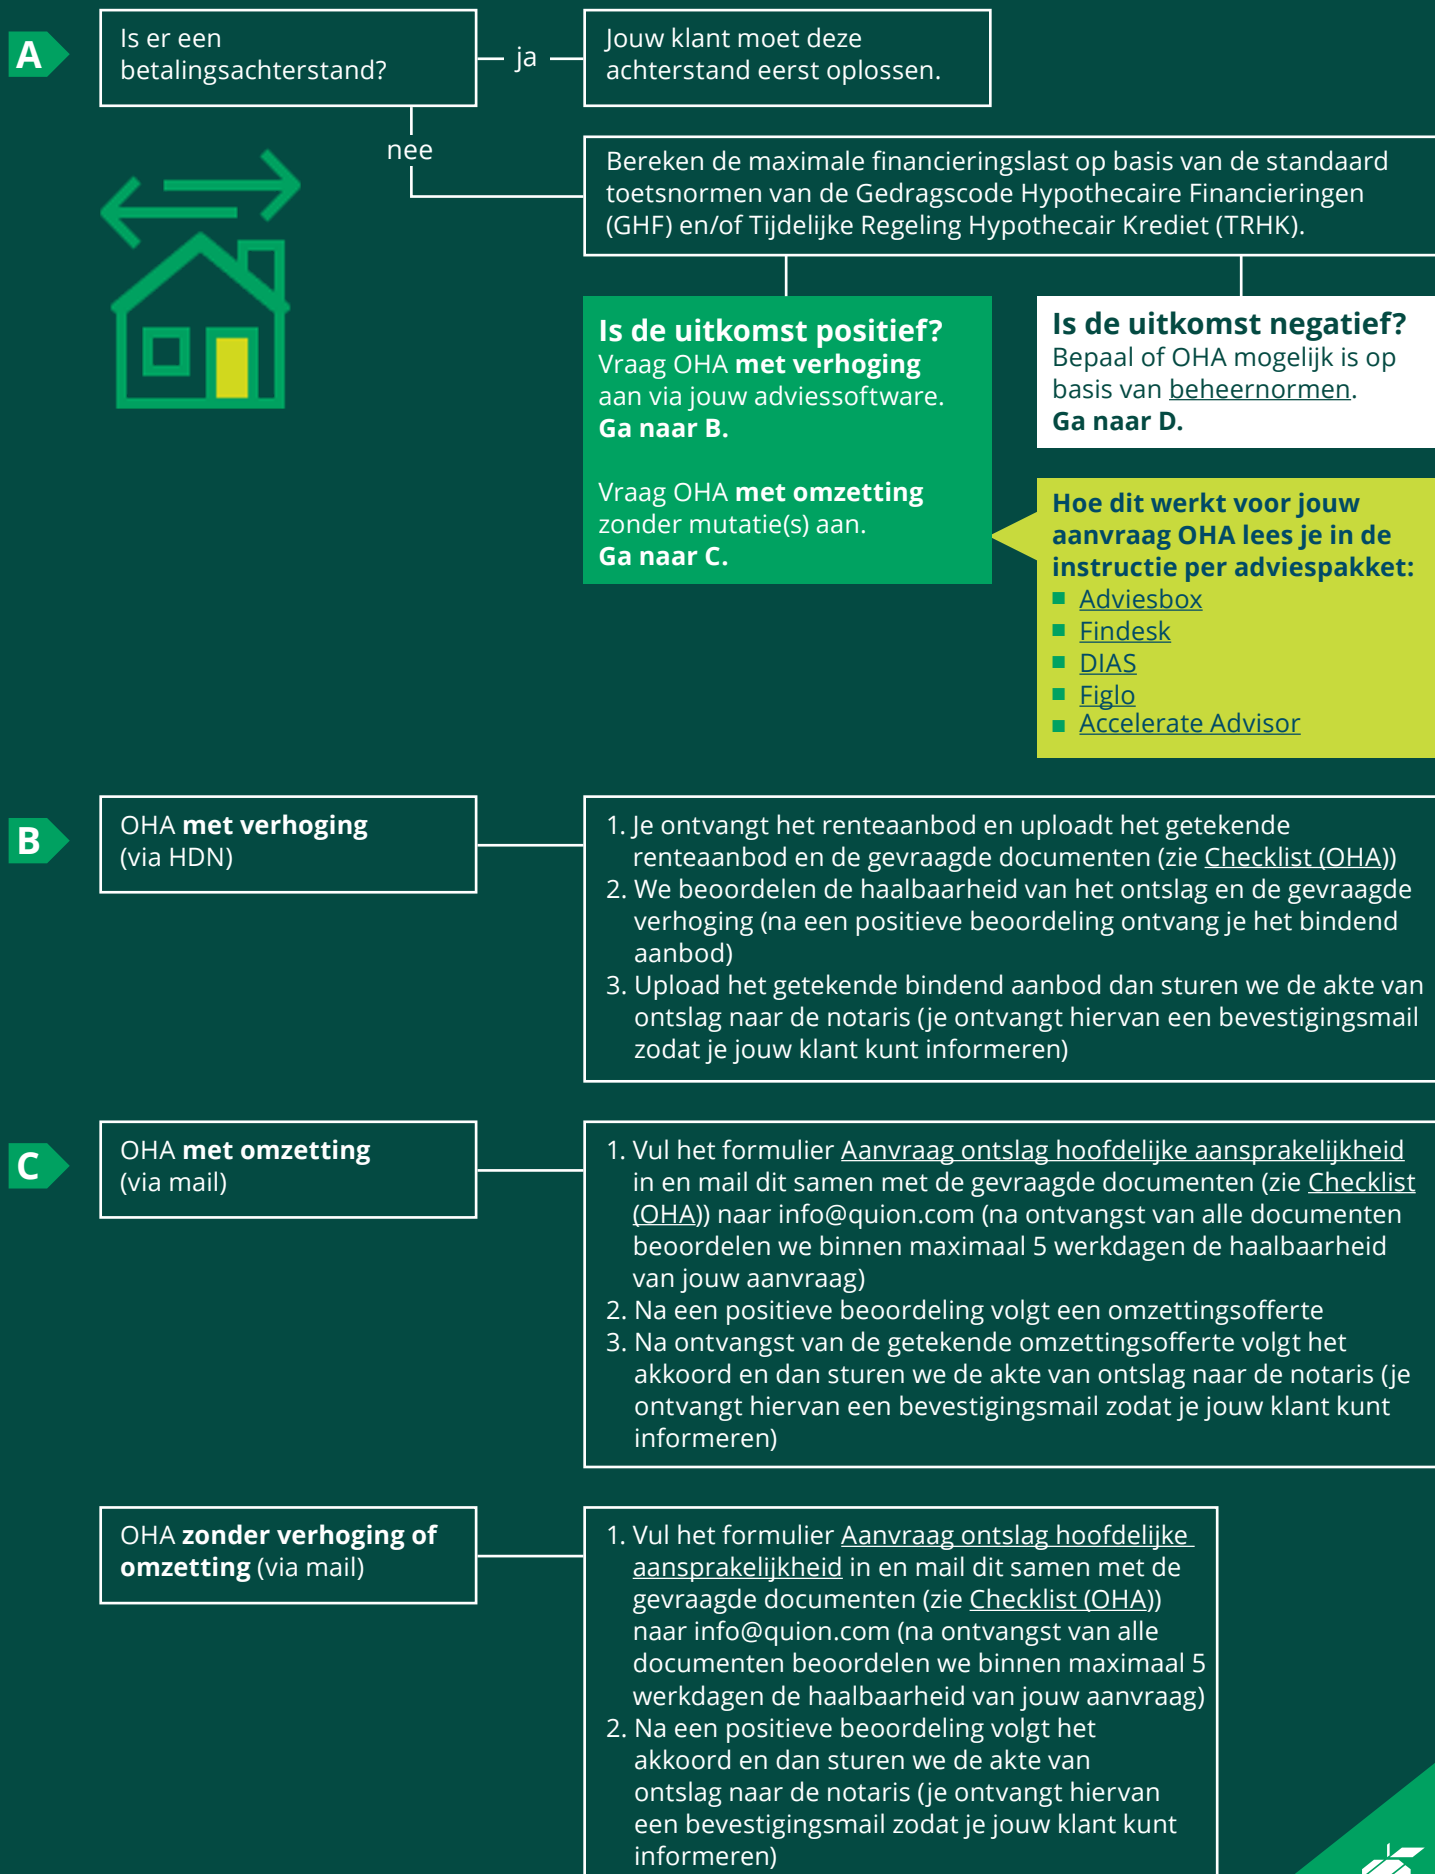 A
Is er een
betalingsachterstand?
ja
Jouw klant moet deze
achterstand eerst oplossen.
nee
Bereken de maximale financieringslast op basis van de standaard
toetsnormen van de Gedragscode Hypothecaire Financieringen
(GHF) en/of Tijdelijke Regeling Hypothecair Krediet (TRHK).
Is de uitkomst positief?
Vraag OHA met verhoging
aan via jouw adviessoftware.
Ga naar B.
Vraag OHA met omzetting
zonder mutatie(s) aan.
Ga naar C.
Is de uitkomst negatief?
Bepaal of OHA mogelijk is op
basis van beheernormen.
Ga naar D.
Hoe dit werkt voor jouw
aanvraag OHA lees je in de
instructie per adviespakket:
Adviesbox
Findesk
DIAS
Figlo
Accelerate Advisor
B
OHA met verhoging
(via HDN)
1. Je ontvangt het renteaanbod en uploadt het getekende
renteaanbod en de gevraagde documenten (zie Checklist (OHA))
2. We beoordelen de haalbaarheid van het ontslag en de gevraagde
verhoging (na een positieve beoordeling ontvang je het bindend
aanbod)
3. Upload het getekende bindend aanbod dan sturen we de akte van
ontslag naar de notaris (je ontvangt hiervan een bevestigingsmail
zodat je jouw klant kunt informeren)
C
OHA met omzetting
(via mail)
1. Vul het formulier Aanvraag ontslag hoofdelijke aansprakelijkheid
in en mail dit samen met de gevraagde documenten (zie Checklist
(OHA)) naar info@quion.com (na ontvangst van alle documenten
beoordelen we binnen maximaal 5 werkdagen de haalbaarheid
van jouw aanvraag)
2. Na een positieve beoordeling volgt een omzettingsofferte
3. Na ontvangst van de getekende omzettingsofferte volgt het
akkoord en dan sturen we de akte van ontslag naar de notaris (je
ontvangt hiervan een bevestigingsmail zodat je jouw klant kunt
informeren)
OHA zonder verhoging of
omzetting (via mail)
1. Vul het formulier Aanvraag ontslag hoofdelijke
aansprakelijkheid in en mail dit samen met de
gevraagde documenten (zie Checklist (OHA))
naar info@quion.com (na ontvangst van alle
documenten beoordelen we binnen maximaal 5
werkdagen de haalbaarheid van jouw aanvraag)
2. Na een positieve beoordeling volgt het
akkoord en dan sturen we de akte van
ontslag naar de notaris (je ontvangt hiervan
een bevestigingsmail zodat je jouw klant kunt
informeren)